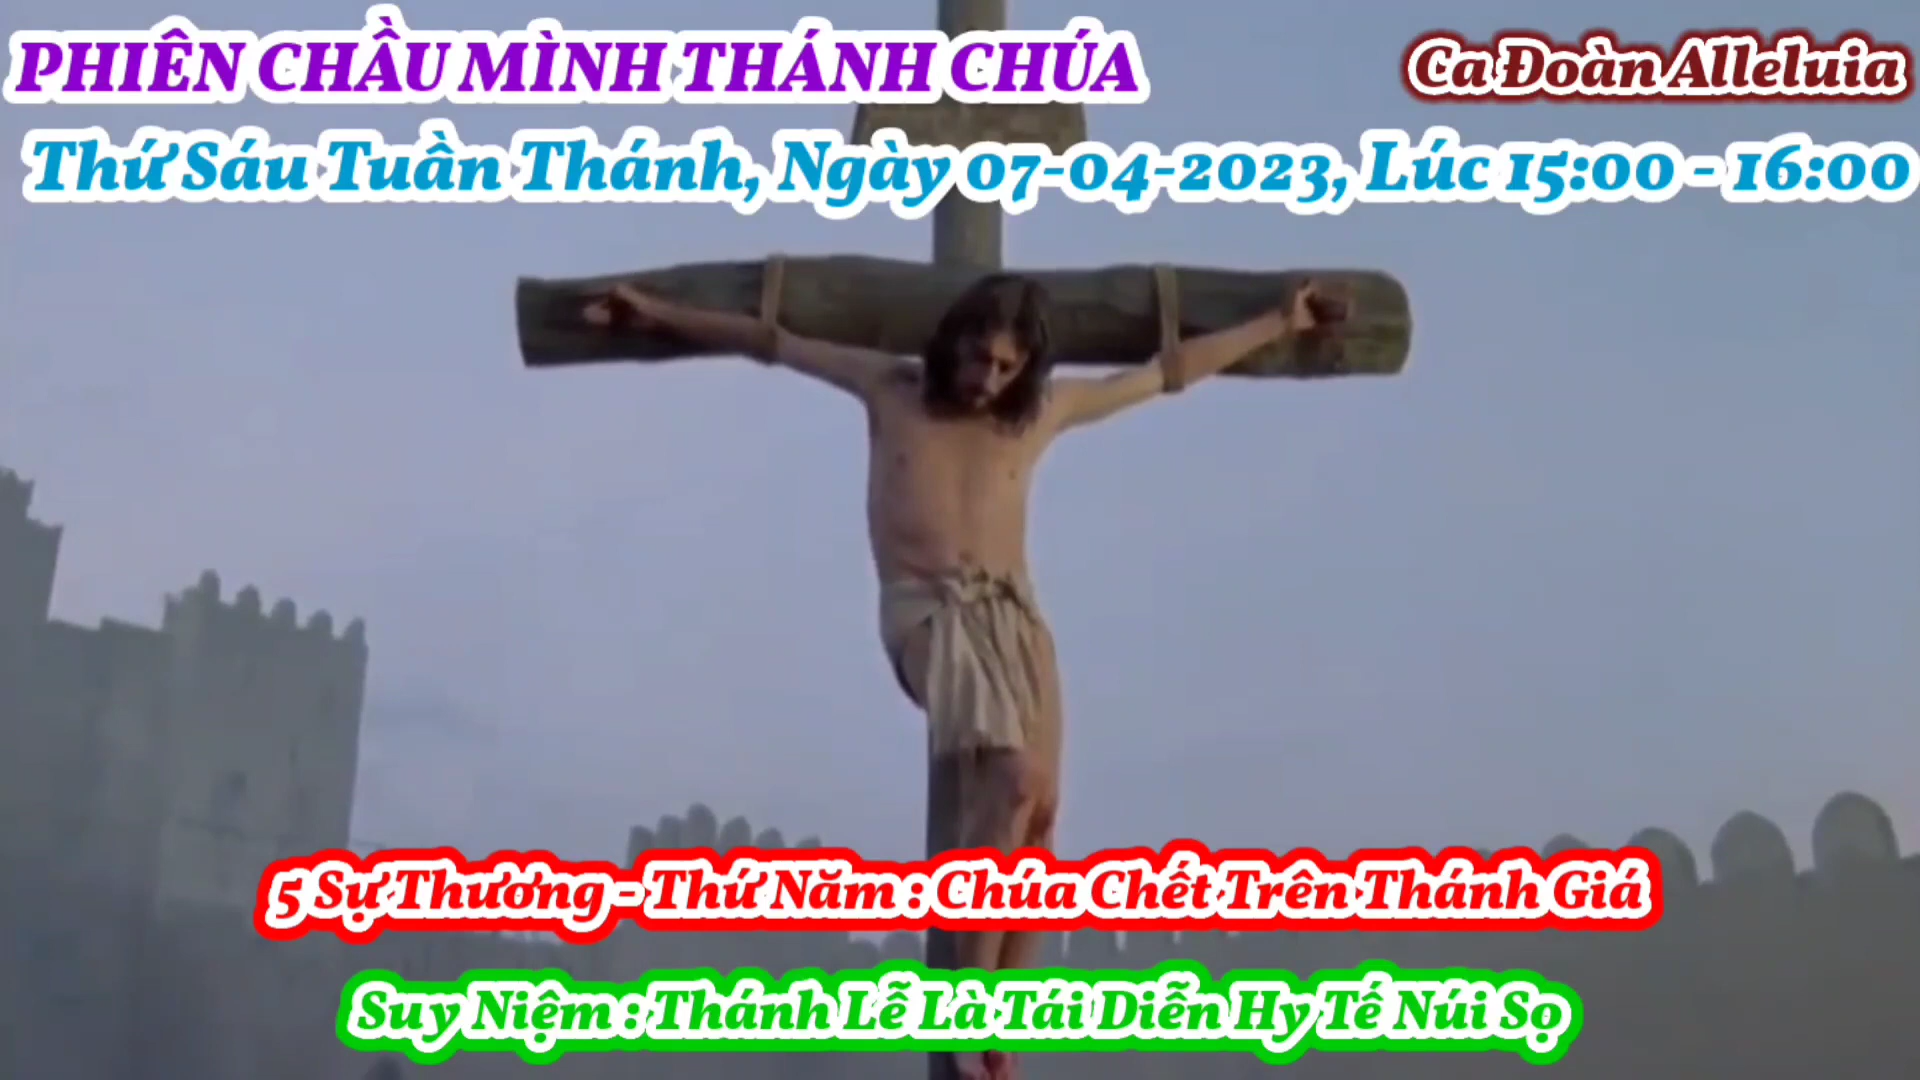 PHIÊN CHẦU MÌNH THÁNH CHÚA
Ca Đoàn Alleluia
Thứ Sáu Tuần Thánh, Ngày 07-04-2023, Lúc 15:00 - 16:00
5 Sự Thương - Thứ Năm : Chúa Chết Trên Thánh Giá
Suy Niệm : Thánh Lễ Là Tái Diễn Hy Tế Núi Sọ